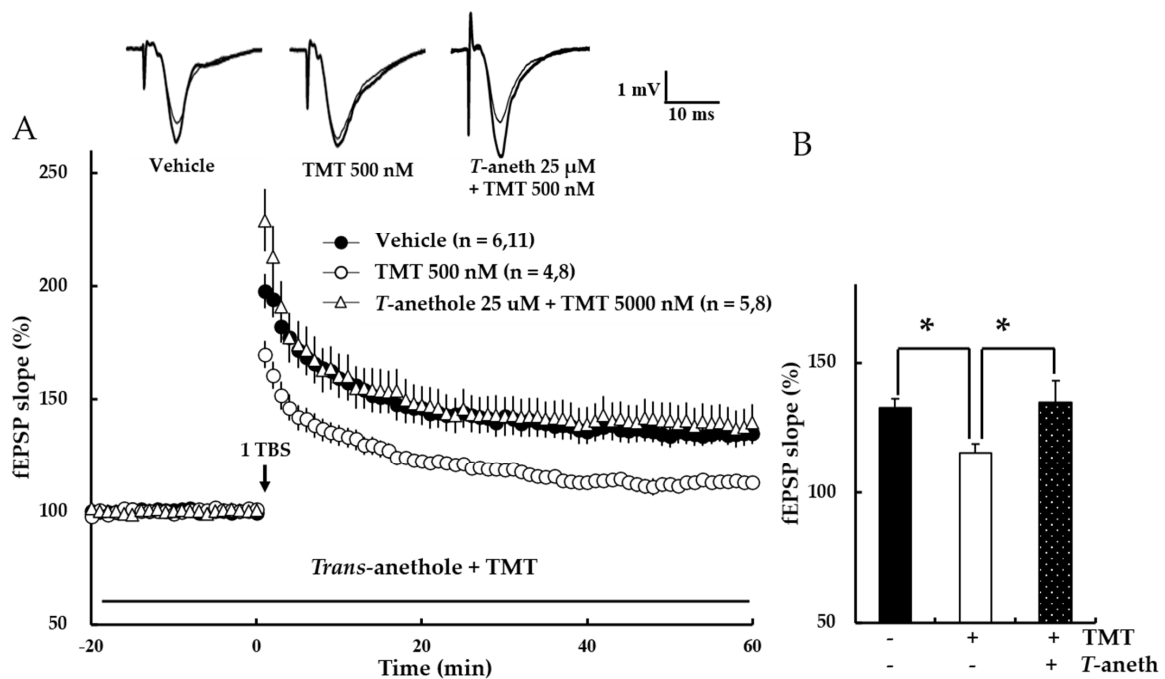 1 mV
10 ms
A
Vehicle
TMT 500 nM
T-aneth 25 µM
+ TMT 500 nM
B
250
200
150
100
50
fEPSP slope (%)
Vehicle (n = 6,11)
TMT 500 nM (n = 4,8)
T-anethole 25 uM + TMT 5000 nM (n = 5,8)
1 TBS
Trans-anethole + TMT
-20
0
20
40
60
Time (min)
* *
150
100
50
fEPSP slope (%)
- + + TMT
- - + T-aneth